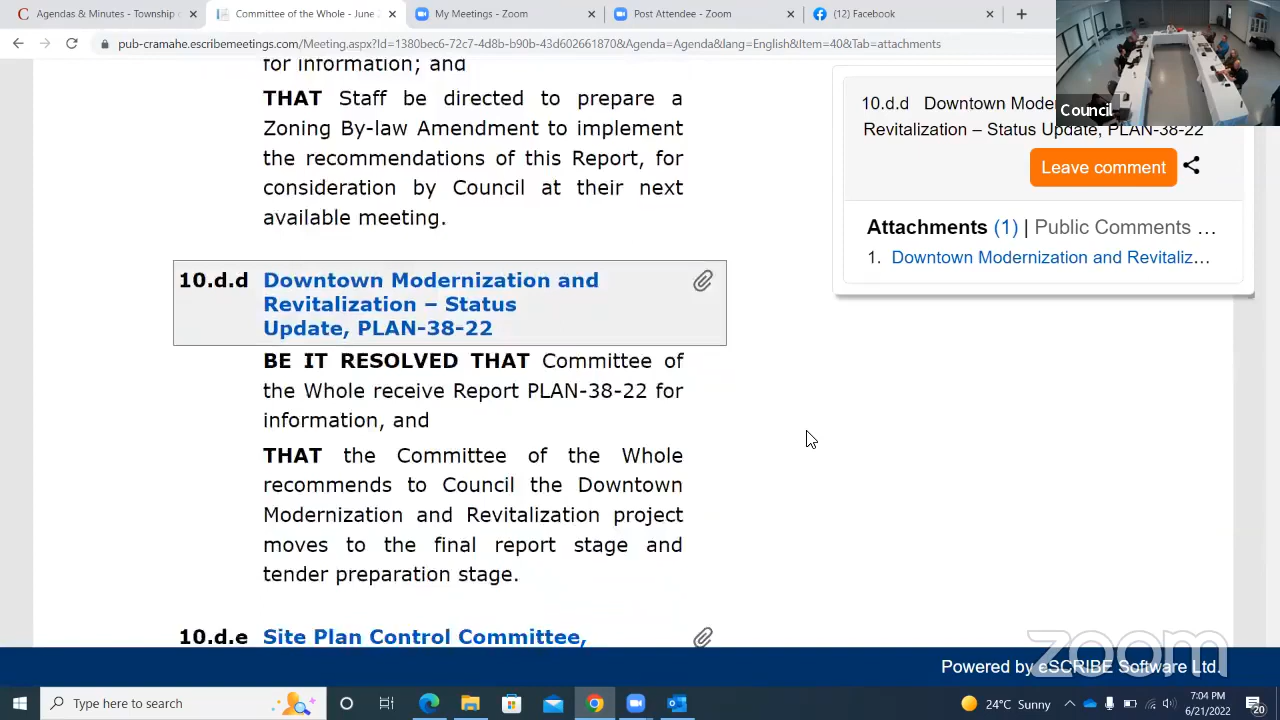 Agendas & Minutes - Township o
Committee of the Whole - June 2
My Meetings - Zoom
Post Attendee - Zoom
(12) Facebook
pub-cramahe.escribemeetings.com/Meeting.aspx?Id=1380bec6-72c7-4d8b-b90b-43d602661870&Agenda=Agenda&lang=English&Item=40&Tab=attachments
Council
for information; and
THAT Staff be directed to prepare a
Zoning By-law Amendment to implement
the recommendations of this Report, for
consideration by Council at their next
available meeting.
10.d.d Downtown Modernization and
Revitalization – Status
Update, PLAN-38-22
BE IT RESOLVED THAT Committee of
the Whole receive Report PLAN-38-22 for
information, and
THAT the Committee of the Whole
recommends to Council the Downtown
Modernization and Revitalization project
moves to the final report stage and
tender preparation stage.
10.d.e Site Plan Control Committee,
10.d.d Downtown Mode
Revitalization – Status Update, PLAN-38-22
Leave comment
Attachments (1) | Public Comments ...
1. Downtown Modernization and Revitaliz...
zoom
Powered by eSCRIBE Software Ltd.
Type here to search
24°C Sunny
7:04 PM
6/21/2022
20